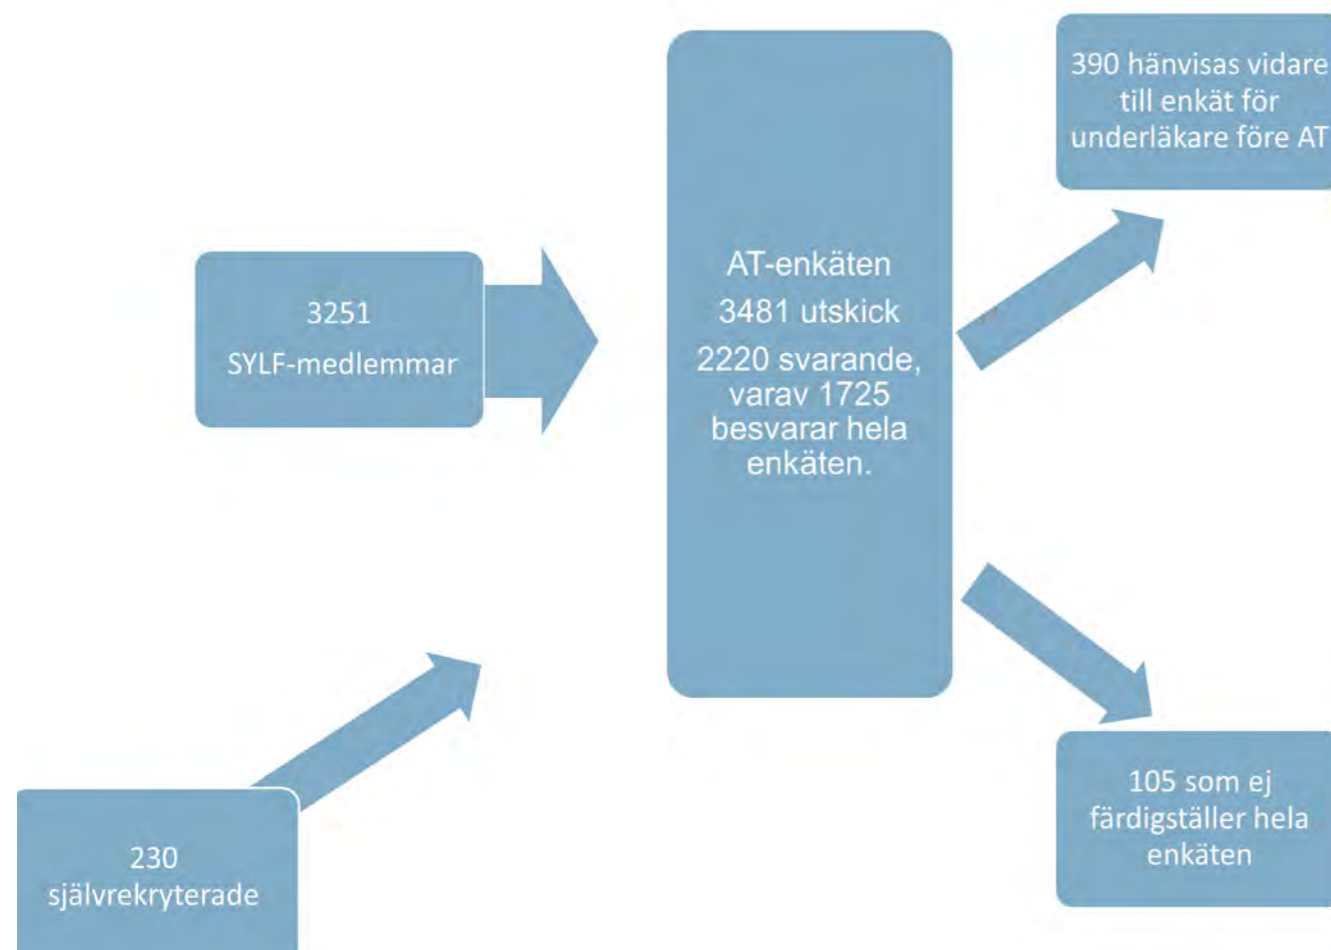 3251
SYLF-medlemmar
230
självrekryterade
AT-enkäten
3481 utskick
2220 svarande,
varav 1725
besvarar hela
enkäten.
390 hänvisas vidare
till enkät för
underläkare före AT
105 som ej
färdigställer hela
enkäten